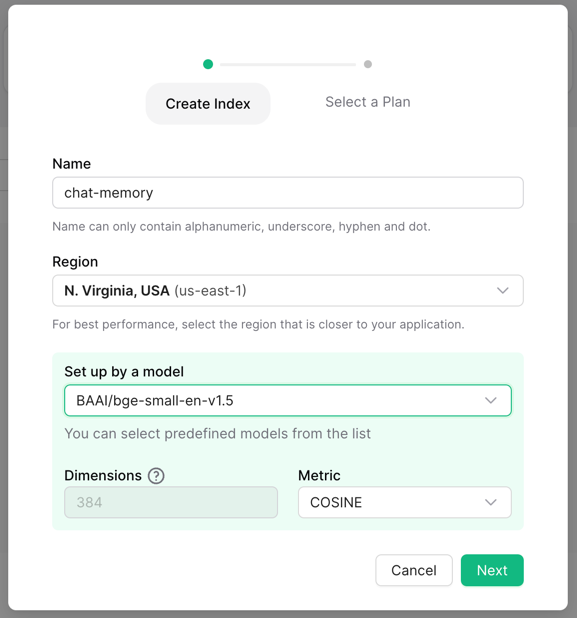 Create Index
Select a Plan
Name
chat-memory
Name can only contain alphanumeric, underscore, hyphen and dot.
Region
N. Virginia, USA (us-east-1)
For best performance, select the region that is closer to your application.
Set up by a model
BAAI/bge-small-en-v1.5
You can select predefined models from the list
Dimensions ?
Metric
384
COSINE
Cancel
Next